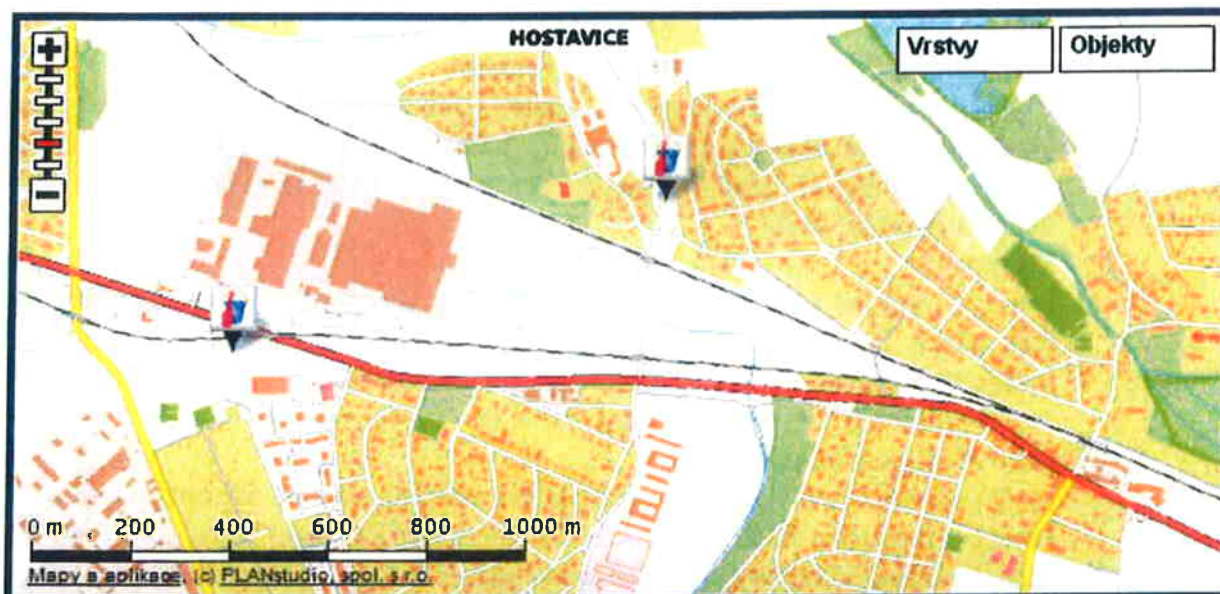 HOSTAVICE
Vrstvy
Objekty
0 m 200 400 600 800 1000 m
Mapy a aplikace, (c) PLANstudio, spol. s r.o.